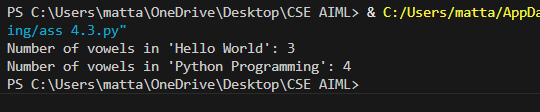 PS C:\Users\matta\OneDrive\Desktop\CSE AIML> & C:/Users/matta/AppDa
ing/ass 4.3.py"
Number of vowels in 'Hello World': 3
Number of vowels in 'Python Programming': 4
PS C:\Users\matta\OneDrive\Desktop\CSE AIML>